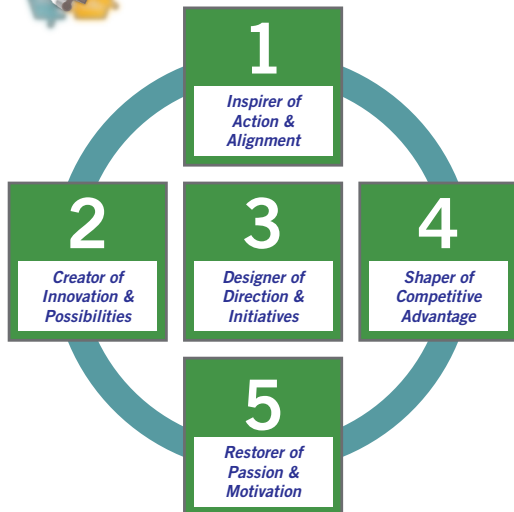 1
Inspirer of
Action &
Alignment
2
Creator of
Innovation &
Possibilities
3
Designer of
Direction &
Initiatives
4
Shaper of
Competitive
Advantage
5
Restorer of
Passion &
Motivation